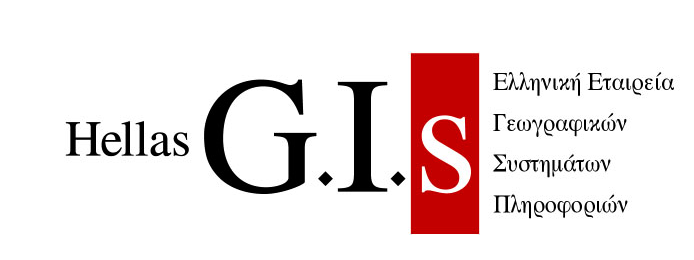 Hellas G.I.s
Ελληνική Εταιρεία
Γεωγραφικών
Συστημάτων
Πληροφοριών